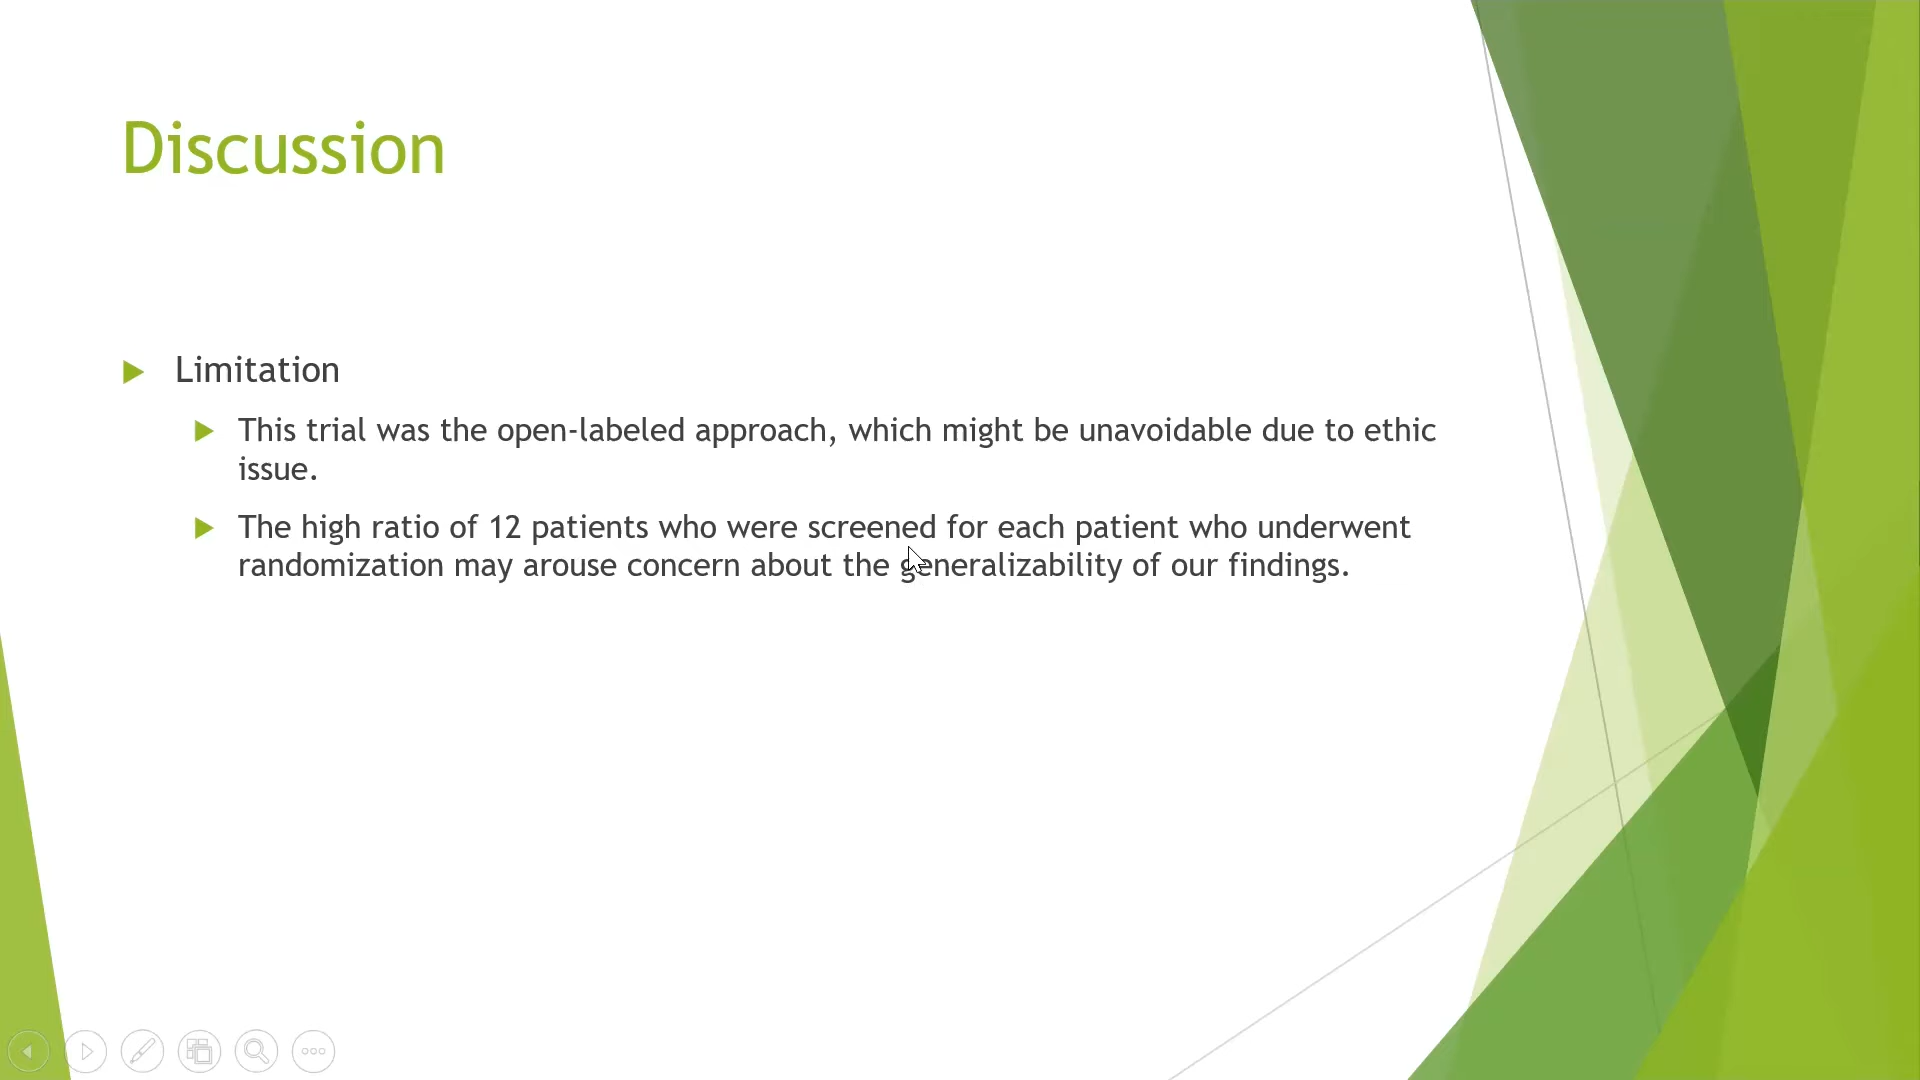 Discussion
Limitation
This trial was the open-labeled approach, which might be unavoidable due to ethic
issue.
The high ratio of 12 patients who were screened for each patient who underwent
randomization may arouse concern about the generalizability of our findings.